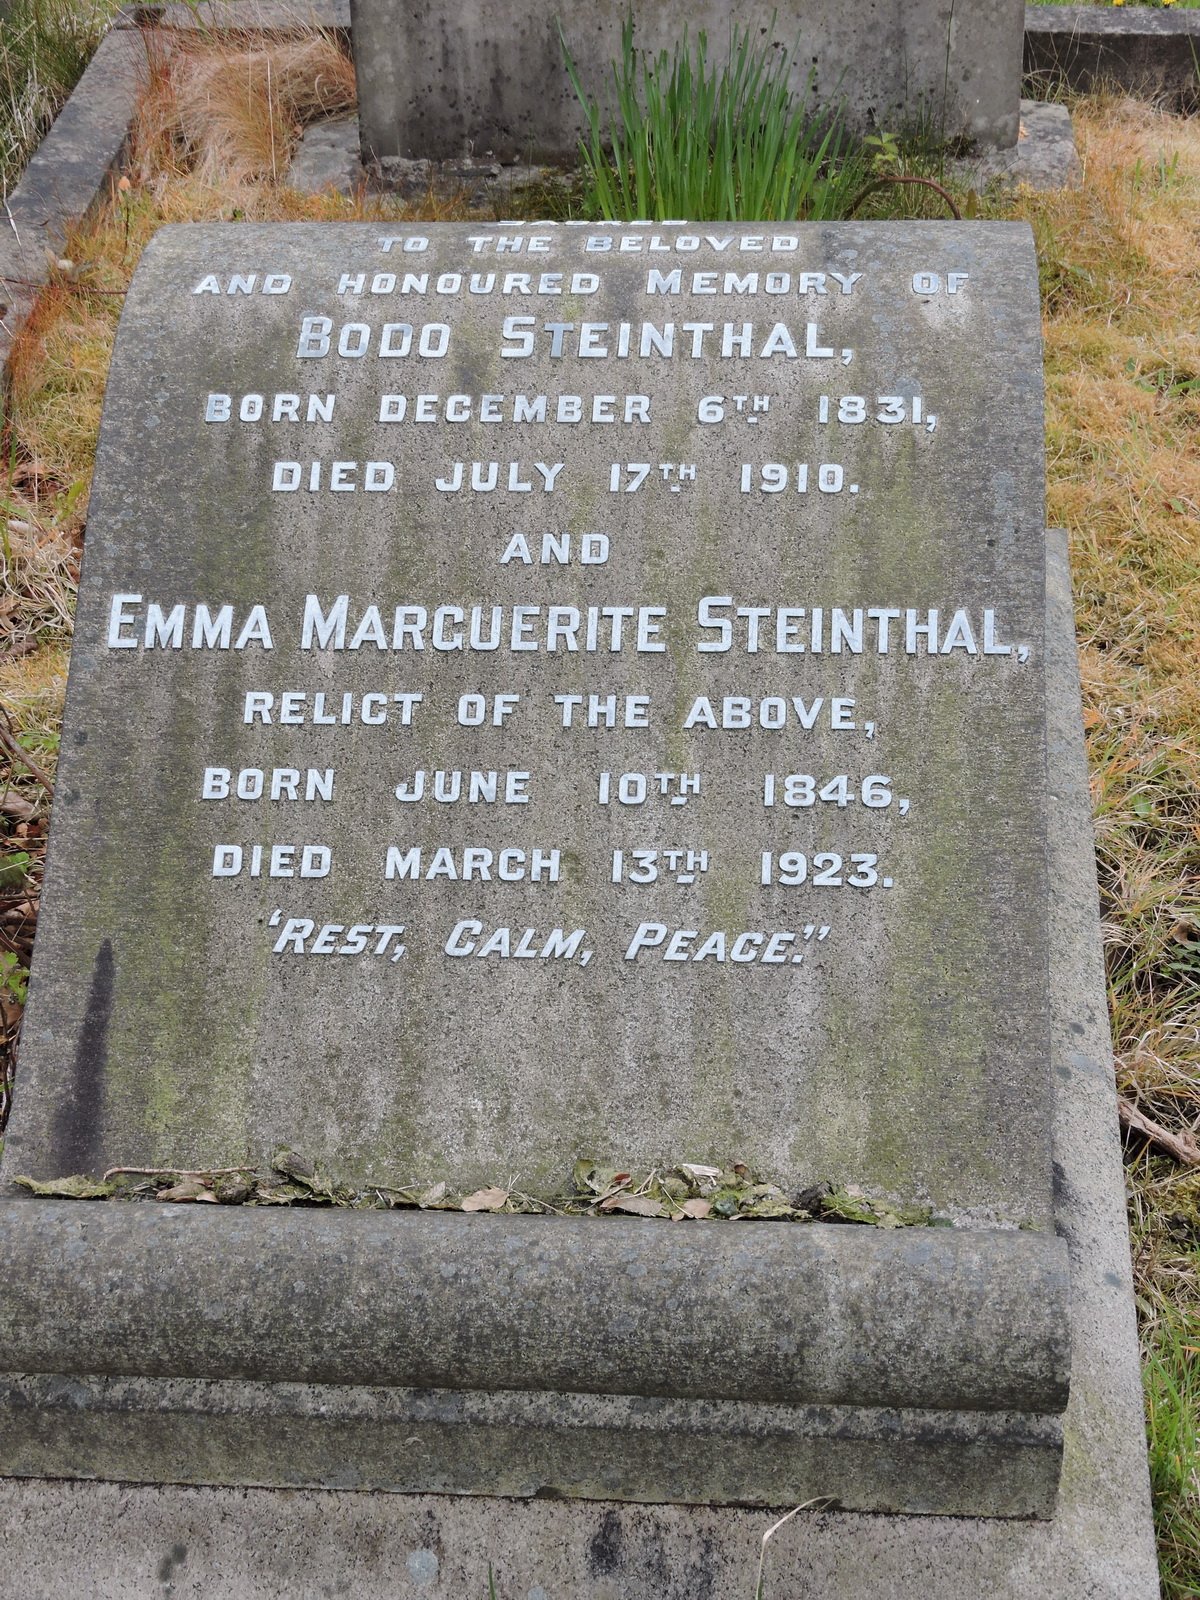 SACRED
TO THE BELOVED
AND HONOURED MEMORY OF
BODO STEINTHAL,
BORN DECEMBER 6TH 1831,
DIED JULY 17TH 1910.
AND
EMMA MARGUERITE STEINTHAL,
RELICT OF THE ABOVE,
BORN JUNE 10TH 1846,
DIED MARCH 13TH 1923.
‘REST, CALM, PEACE.”